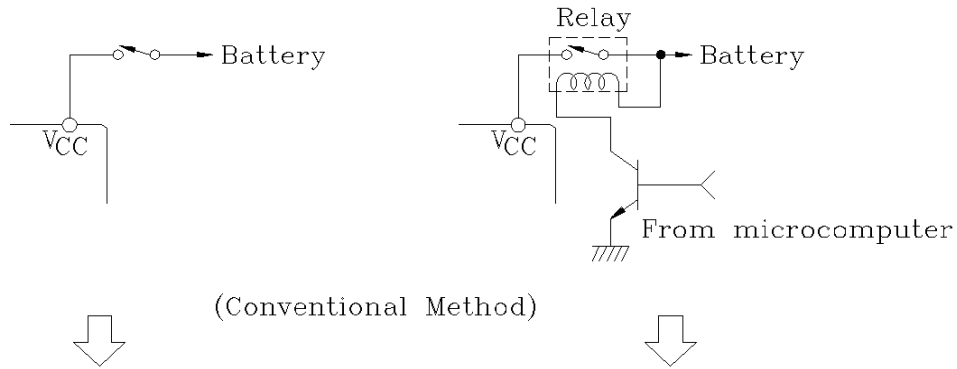 Relay
Battery
Battery
VCC
VCC
From microcomputer
(Conventional Method)